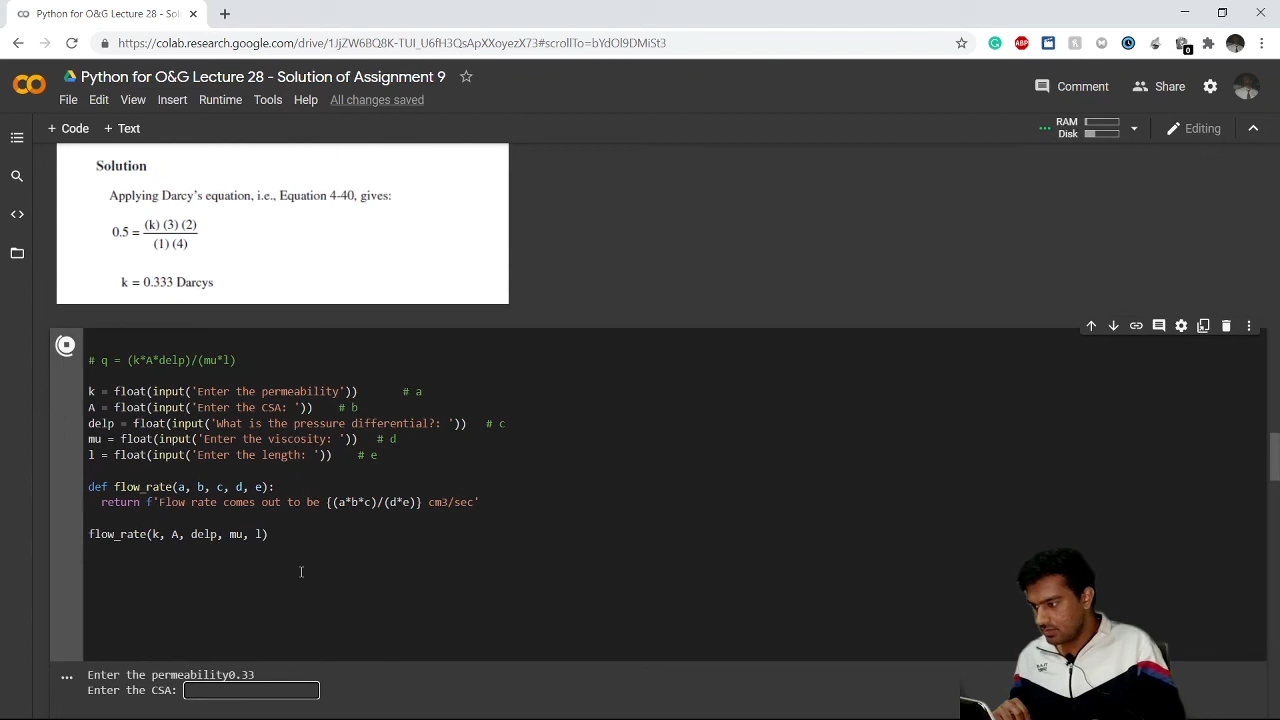 Python for O&G Lecture 28 - Sol
https://colab.research.google.com/drive/1JjZW6BQ8K-TUI_U6fH3QsApVXoyezX73#scrollTo=bYdOl9DMiSt3
ABP
0
Python for O&G Lecture 28 - Solution of Assignment 9
File Edit View Insert Runtime Tools Help All changes saved
Comment Share
+ Code + Text
RAM
Disk
Editing
Solution
Applying Darcy's equation, i.e., Equation 4-40, gives:
0.5 = (k) (3) (2)
(1) (4)
k = 0.333 Darcys
# q = (k*A*delp)/(mu*l)
k = float(input('Enter the permeability')) # a
A = float(input('Enter the CSA: ')) # b
delp = float(input('What is the pressure differential?: ')) # c
mu = float(input('Enter the viscosity: ')) # d
l = float(input('Enter the length: ')) # e
def flow_rate(a, b, c, d, e):
return f'Flow rate comes out to be {(a*b*c)/(d*e)} cm3/sec'
flow_rate(k, A, delp, mu, l)
Enter the permeability0.33
Enter the CSA: